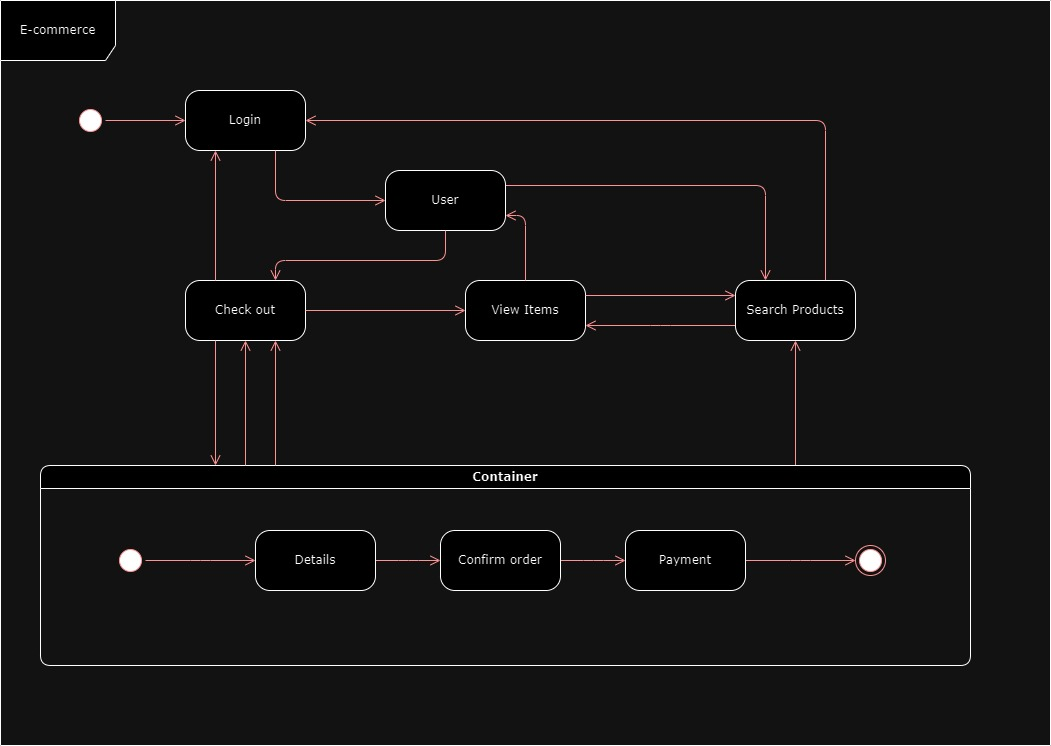 E-commerce
Login
User
Check out
View Items
Search Products
Container
Details
Confirm order
Payment